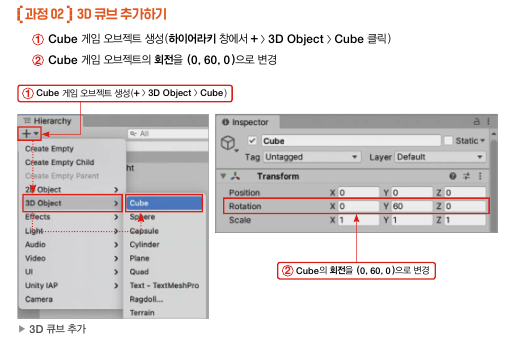 [과정 02] 3D 큐브 추가하기
① Cube 게임 오브젝트 생성(하이어라키 창에서 + > 3D Object > Cube 클릭)
② Cube 게임 오브젝트의 회전을 (0, 60, 0)으로 변경
① Cube 게임 오브젝트 생성(+ > 3D Object > Cube)
Hierarchy
+
All
Create Empty
Create Empty Child
Create Empty Parent
2D Object >
3D Object >
Effects >
Light >
Audio >
Video >
UI >
Unity IAP >
Camera
ht
Cube
Sphere
Capsule
Cylinder
Plane
Quad
Text - TextMeshPro
Ragdoll...
Terrain
Inspector
Cube
Static
Tag Untagged
Layer Default
Transform
Position X 0 Y 0 Z 0
Rotation X 0 Y 60 Z 0
Scale X 1 Y 1 Z 1
② Cube의 회전을 (0, 60, 0)으로 변경
▶ 3D 큐브 추가